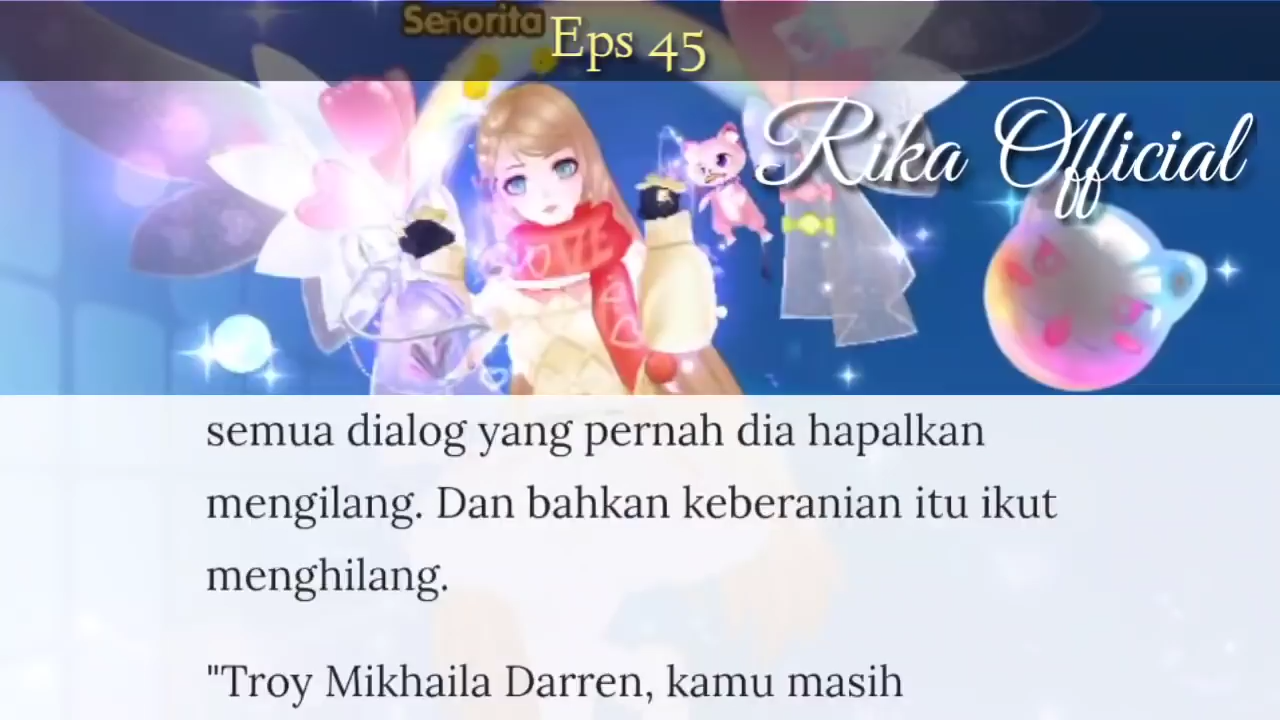 Señorita
Eps 45
Rika Official
LOVE
semua dialog yang pernah dia hapalkan
mengilang. Dan bahkan keberanian itu ikut
menghilang.
"Troy Mikhaila Darren, kamu masih